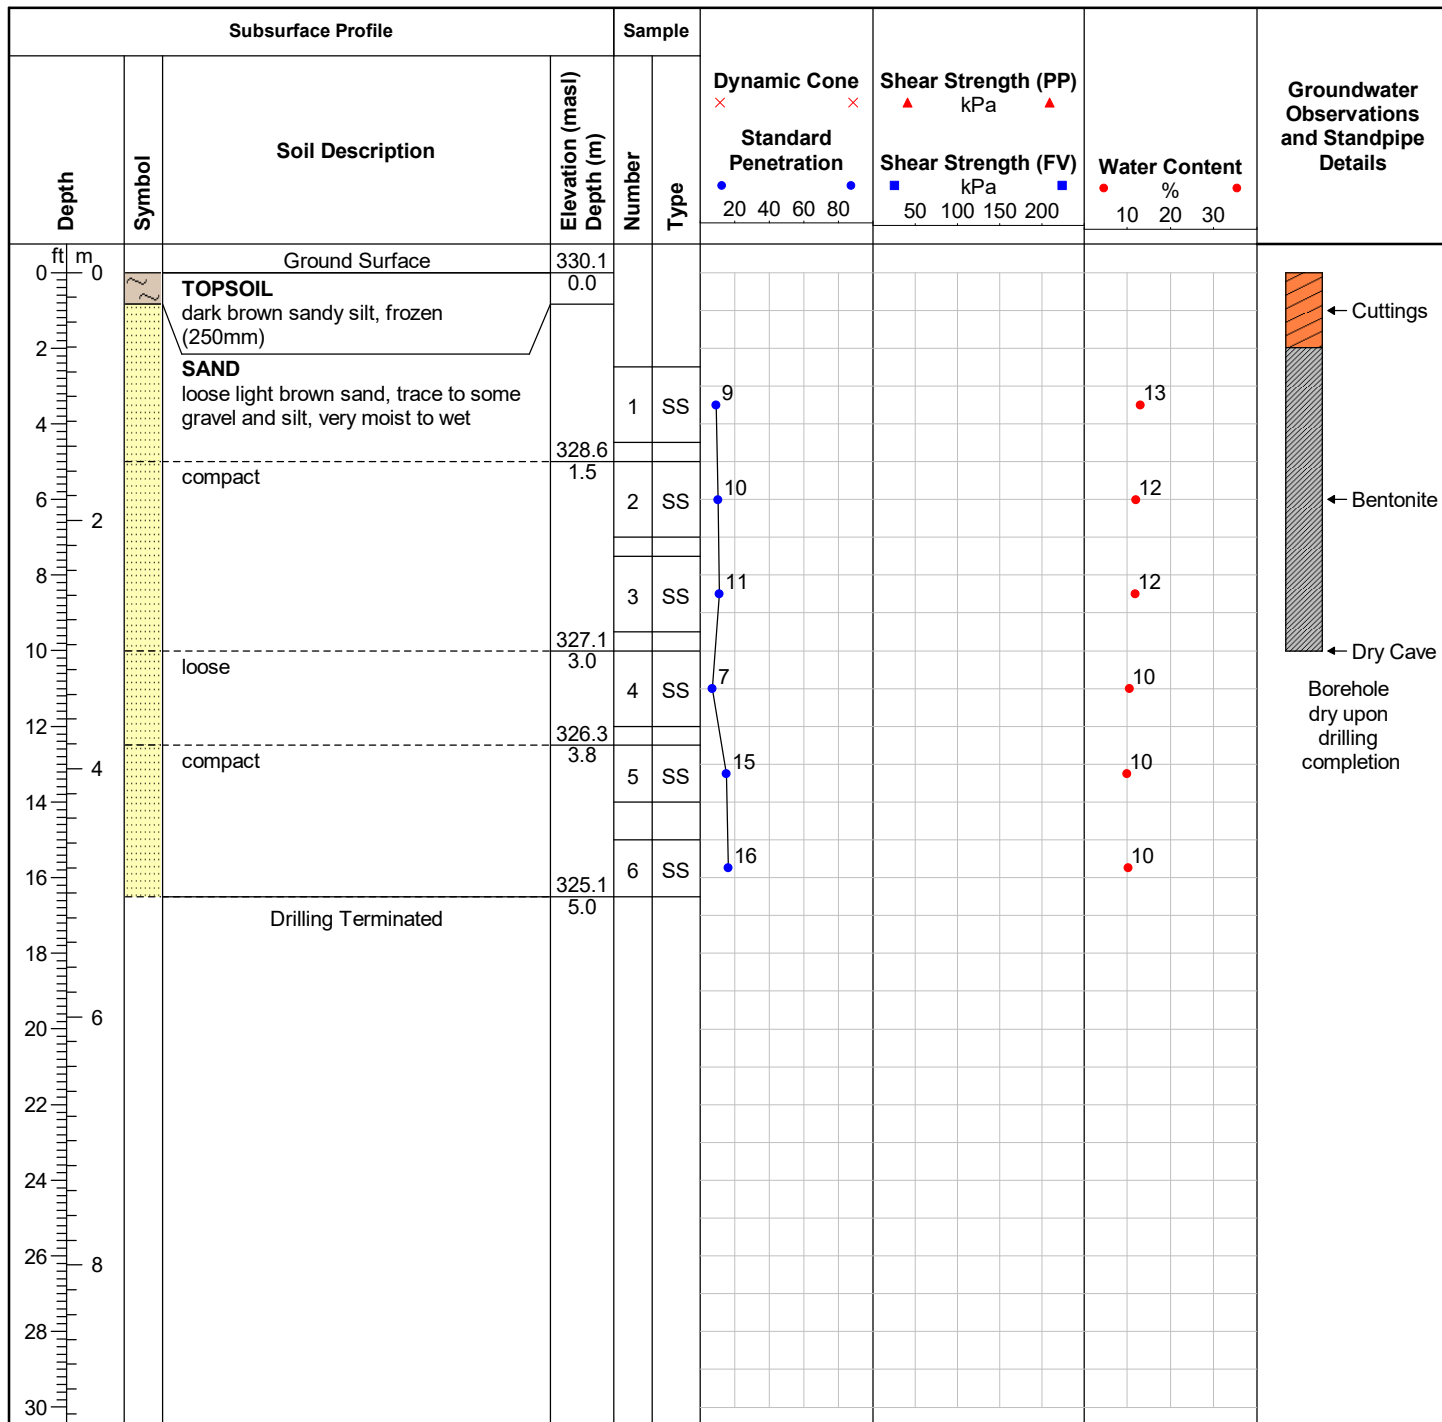 Subsurface Profile
Sample
Depth
Symbol
Soil Description
Elevation (masl)
Depth (m)
Number
Type
Dynamic Cone
Standard
Penetration
20 40 60 80
Shear Strength (PP)
kPa
Shear Strength (FV)
kPa
50 100 150 200
Water Content
%
10 20 30
Groundwater
Observations
and Standpipe
Details
ft m
0 0
2
4
6
2
8
10
12
4
14
16
18
6
20
22
24
26
8
28
30
Ground Surface
330.1
0.0
TOPSOIL
dark brown sandy silt, frozen
(250mm)
SAND
loose light brown sand, trace to some
gravel and silt, very moist to wet
328.6
1.5
compact
327.1
3.0
loose
326.3
3.8
compact
325.1
5.0
Drilling Terminated
1 SS 9 13
2 SS 10 12
3 SS 11 12
4 SS 7 10
5 SS 15 10
6 SS 16 10
Cuttings
Bentonite
Dry Cave
Borehole
dry upon
drilling
completion